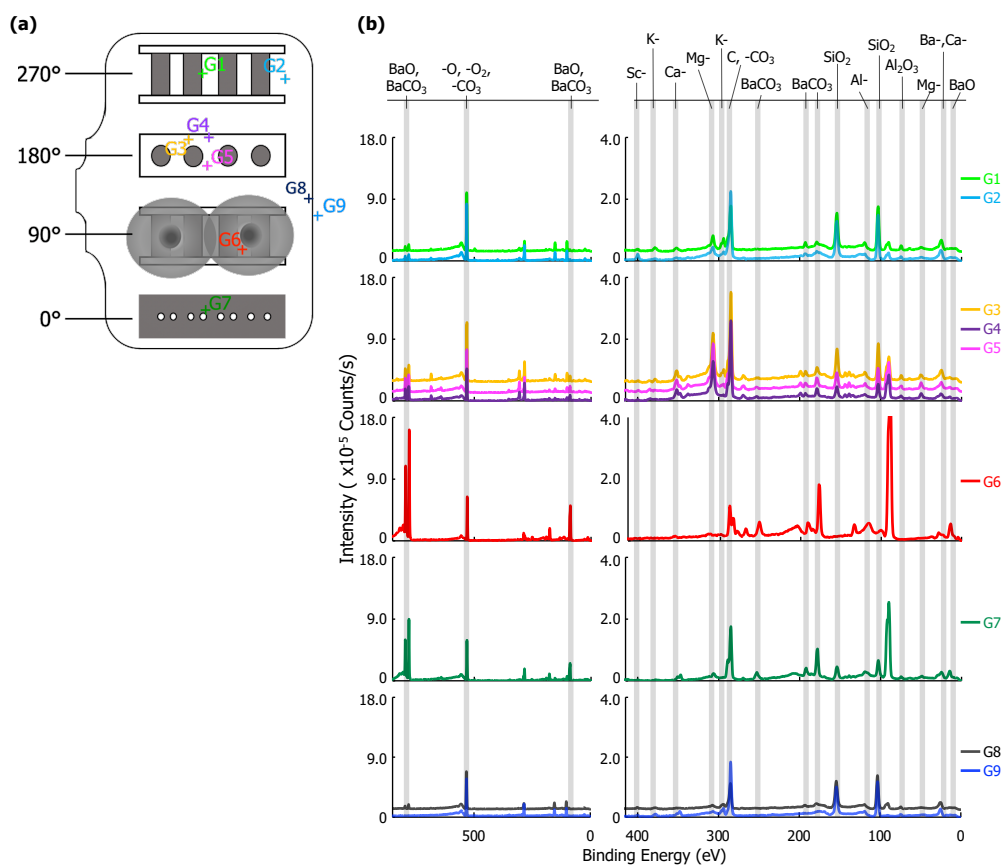 (a)
270°
G1
G2
180°
G3
G4
G5
G8
G9
90°
G6
0°
G7
(b)
BaO,
BaCO₃
-O, -O₂,
-CO₃
BaO,
BaCO₃
Sc-
K-
Ca-
Mg-
K-
C, -CO₃
BaCO₃
BaCO₃
SiO₂
Al-
SiO₂
Al₂O₃
Mg-
Ba-,Ca-
BaO
18.0
9.0
0
4.0
2.0
0
G1
G2
18.0
9.0
0
4.0
2.0
0
G3
G4
G5
18.0
9.0
0
4.0
2.0
0
G6
18.0
9.0
0
4.0
2.0
0
G7
18.0
9.0
0
4.0
2.0
0
G8
G9
500
0
400
300
200
100
0
Intensity ( x10⁻⁵ Counts/s)
Binding Energy (eV)